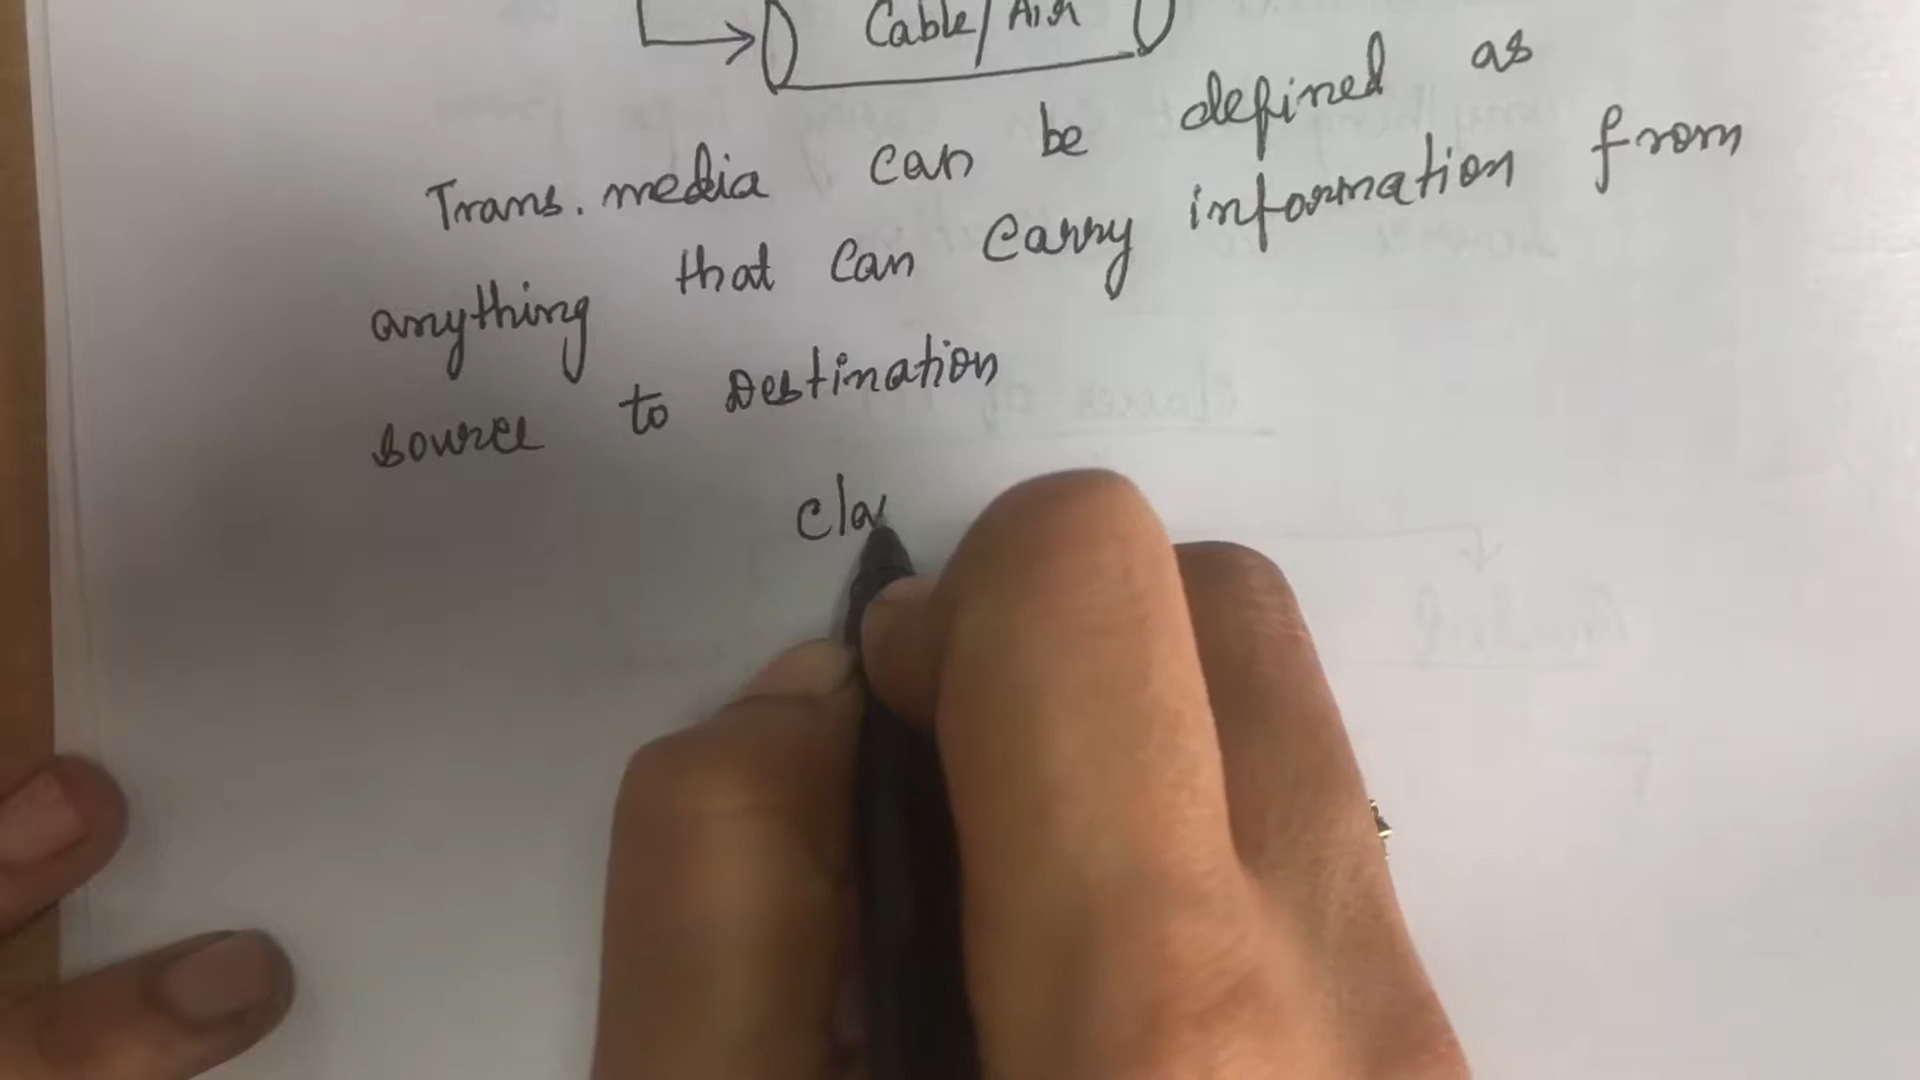 Cable/Air
Trans. media can be defined as
anything that can carry information from
source to Destination
Cla